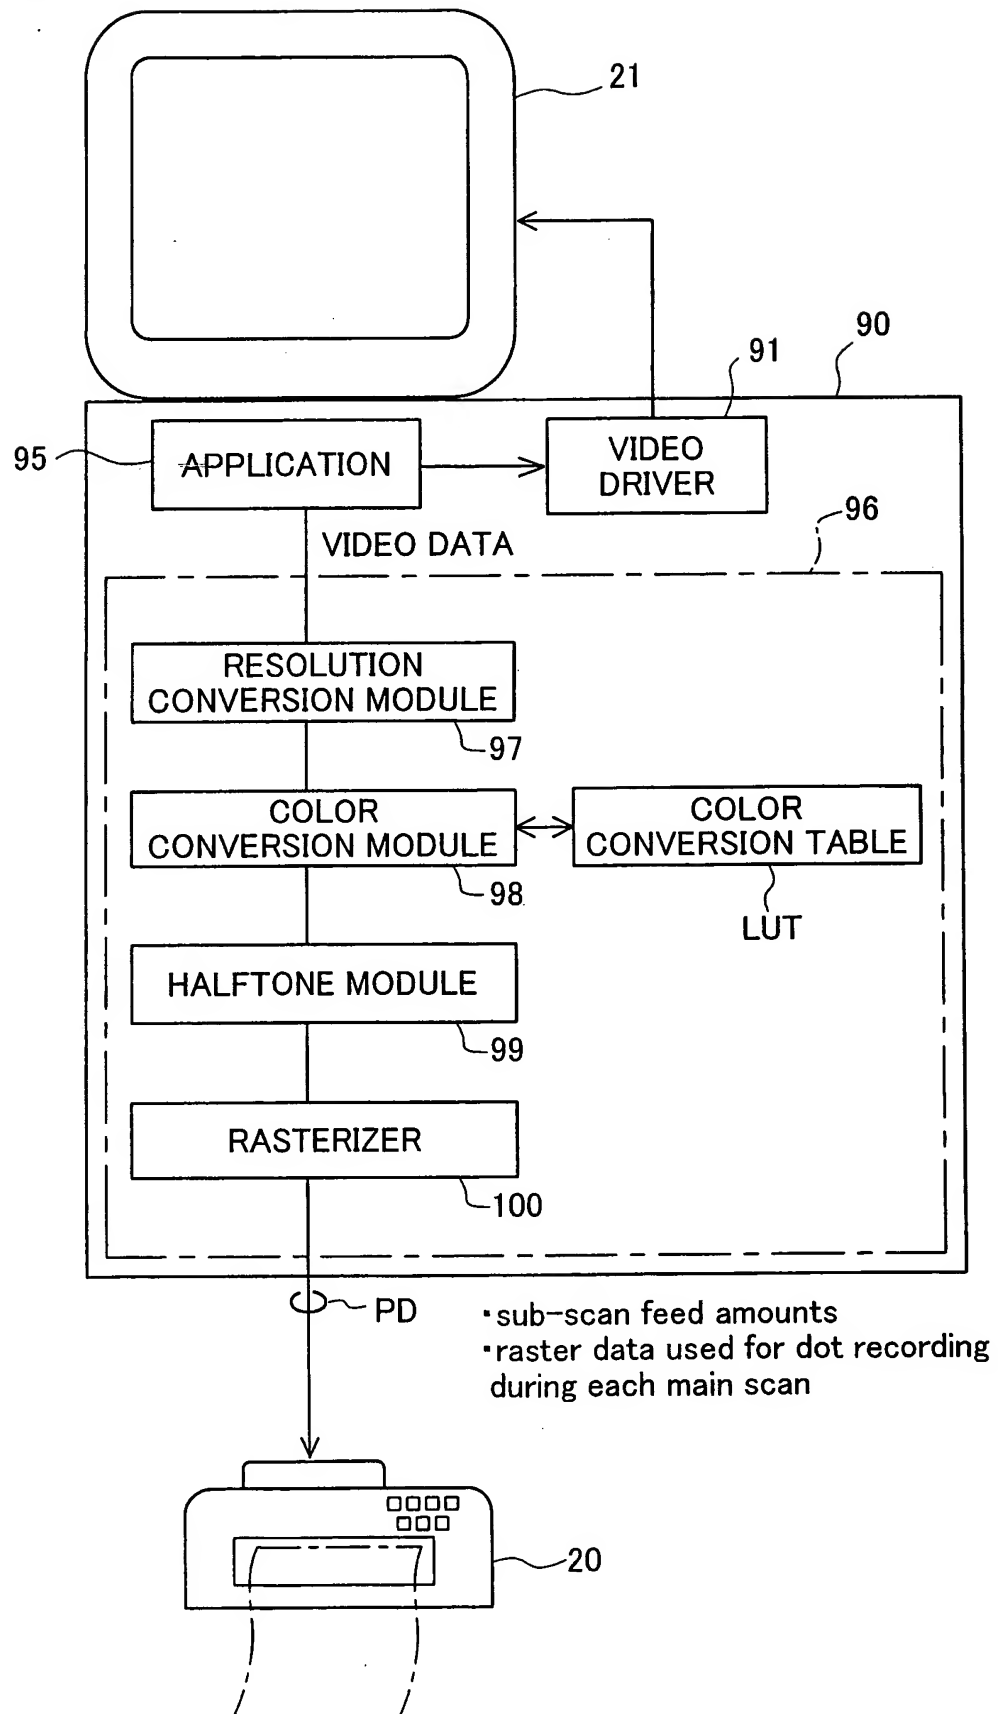 21
90
91
95
APPLICATION
VIDEO
DRIVER
96
VIDEO DATA
RESOLUTION
CONVERSION MODULE
97
COLOR
CONVERSION MODULE
COLOR
CONVERSION TABLE
98
LUT
HALFTONE MODULE
99
RASTERIZER
100
PD
・sub-scan feed amounts
・raster data used for dot recording
during each main scan
20